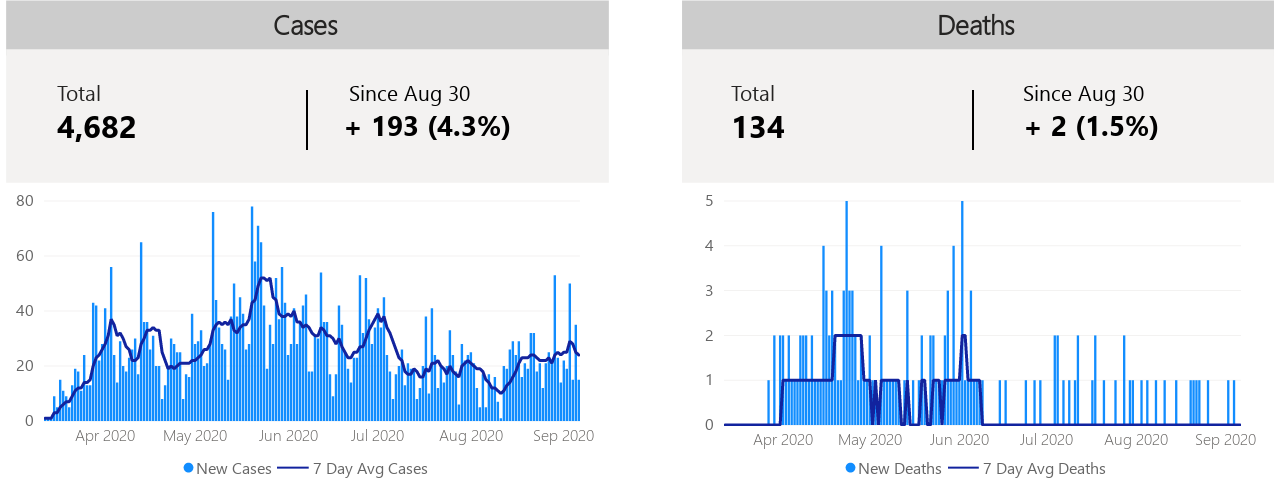 Cases
Total
Since Aug 30
4,682
+ 193 (4.3%)
80
60
40
20
0
Apr 2020 May 2020 Jun 2020 Jul 2020 Aug 2020 Sep 2020
New Cases 7 Day Avg Cases
Deaths
Total
Since Aug 30
134
+ 2 (1.5%)
5
4
3
2
1
0
Apr 2020 May 2020 Jun 2020 Jul 2020 Aug 2020 Sep 2020
New Deaths 7 Day Avg Deaths